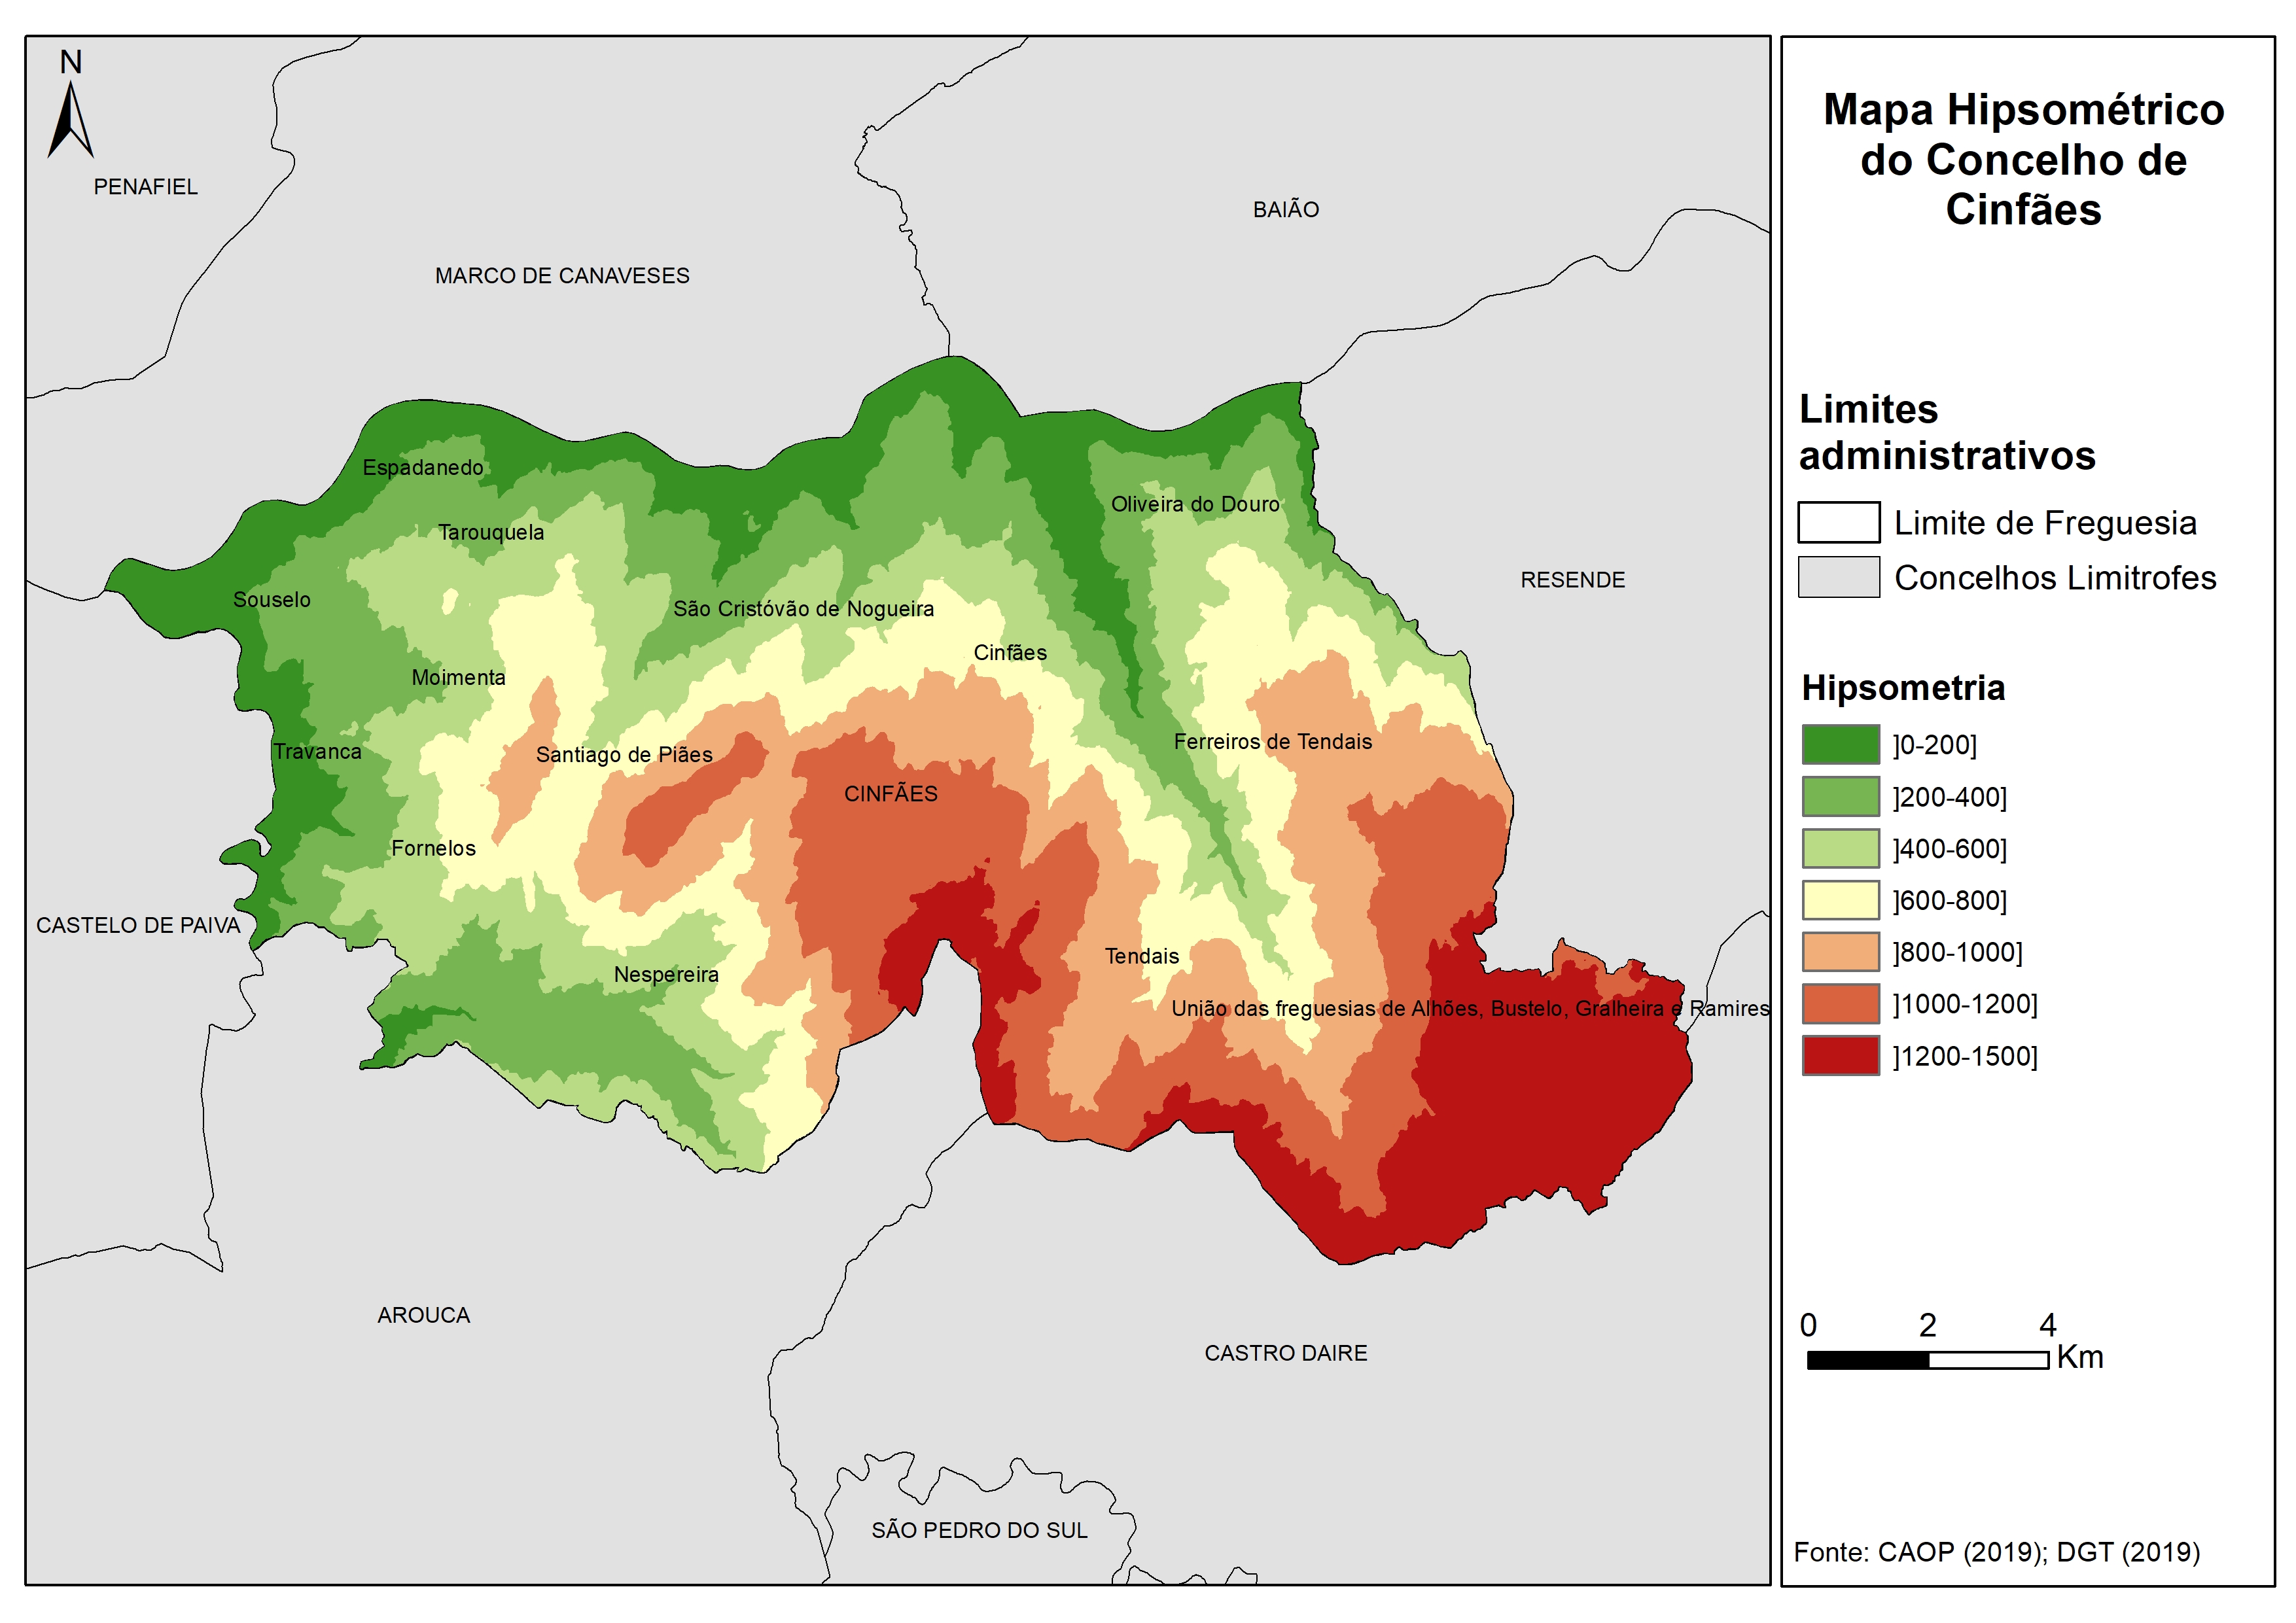 N
PENAFIEL
BAIÃO
MARCO DE CANAVESES
Espadanedo
Oliveira do Douro
Tarouquela
RESENDE
Souselo
São Cristóvão de Nogueira
Cinfães
Moimenta
Ferreiros de Tendais
Travanca
Santiago de Piães
CINFÃES
Fornelos
CASTELO DE PAIVA
Tendais
Nespereira
União das freguesias de Alhões, Bustelo, Gralheira e Ramires
AROUCA
CASTRO DAIRE
SÃO PEDRO DO SUL
Mapa Hipsométrico
do Concelho de
Cinfães
Limites
administrativos
Limite de Freguesia
Concelhos Limitrofes
Hipsometria
]0-200]
]200-400]
]400-600]
]600-800]
]800-1000]
]1000-1200]
]1200-1500]
0 2 4
Km
Fonte: CAOP (2019); DGT (2019)